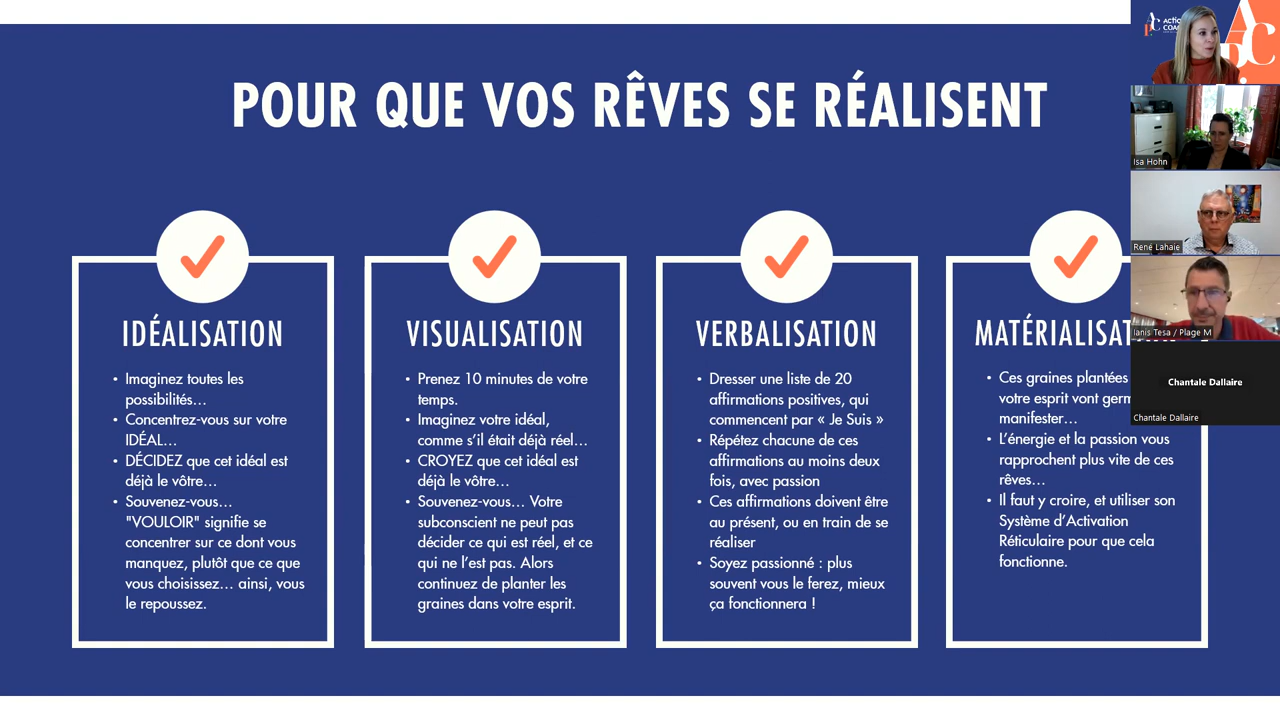 POUR QUE VOS RÊVES SE RÉALISENT
IDÉALISATION
• Imaginez toutes les
possibilités…
• Concentrez-vous sur votre
IDÉAL…
• DÉCIDEZ que cet idéal est
déjà le vôtre…
• Souvenez-vous…
"VOULOIR" signifie se
concentrer sur ce dont vous
manquez, plutôt que ce que
vous choisissez… ainsi, vous
le repoussez.
VISUALISATION
• Prenez 10 minutes de votre
temps.
• Imaginez votre idéal,
comme s'il était déjà réel…
• CROYEZ que cet idéal est
déjà le vôtre…
• Souvenez-vous… Votre
subconscient ne peut pas
décider ce qui est réel, et ce
qui ne l'est pas. Alors
continuez de planter les
graines dans votre esprit.
VERBALISATION
• Dresser une liste de 20
affirmations positives, qui
commencent par « Je Suis »
• Répétez chacune de ces
affirmations au moins deux
fois, avec passion
• Ces affirmations doivent être
au présent, ou en train de se
réaliser
• Soyez passionné : plus
souvent vous le ferez, mieux
ça fonctionnera !
MATÉRIALISAT
• Ces graines plantées
votre esprit vont germ
manifester…
• L'énergie et la passion vous
rapprochent plus vite de ces
rêves…
• Il faut y croire, et utiliser son
Système d'Activation
Réticulaire pour que cela
fonctionne.
Isa Hohn
René Lahaie
Ianis Tesa / Plage M
Chantale Dallaire
Chantale Dallaire